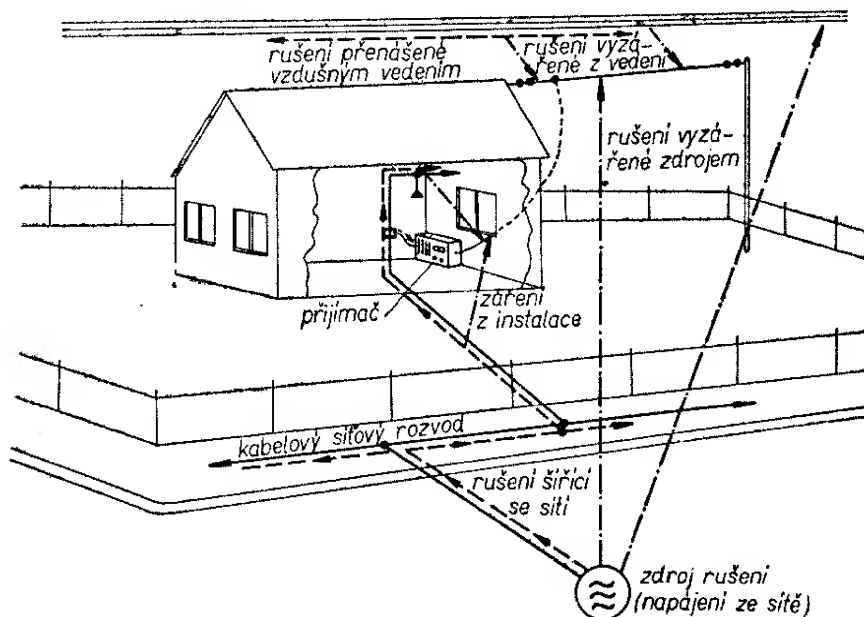 rušení přenášené
vzdušným vedením
rušení vyzá-
řené z vedení
rušení vyzá-
řené zdrojem
přijímač
záření
z instalace
kabelový síťový rozvod
rušení šířící
se sítí
zdroj rušení
(napájení ze sítě)